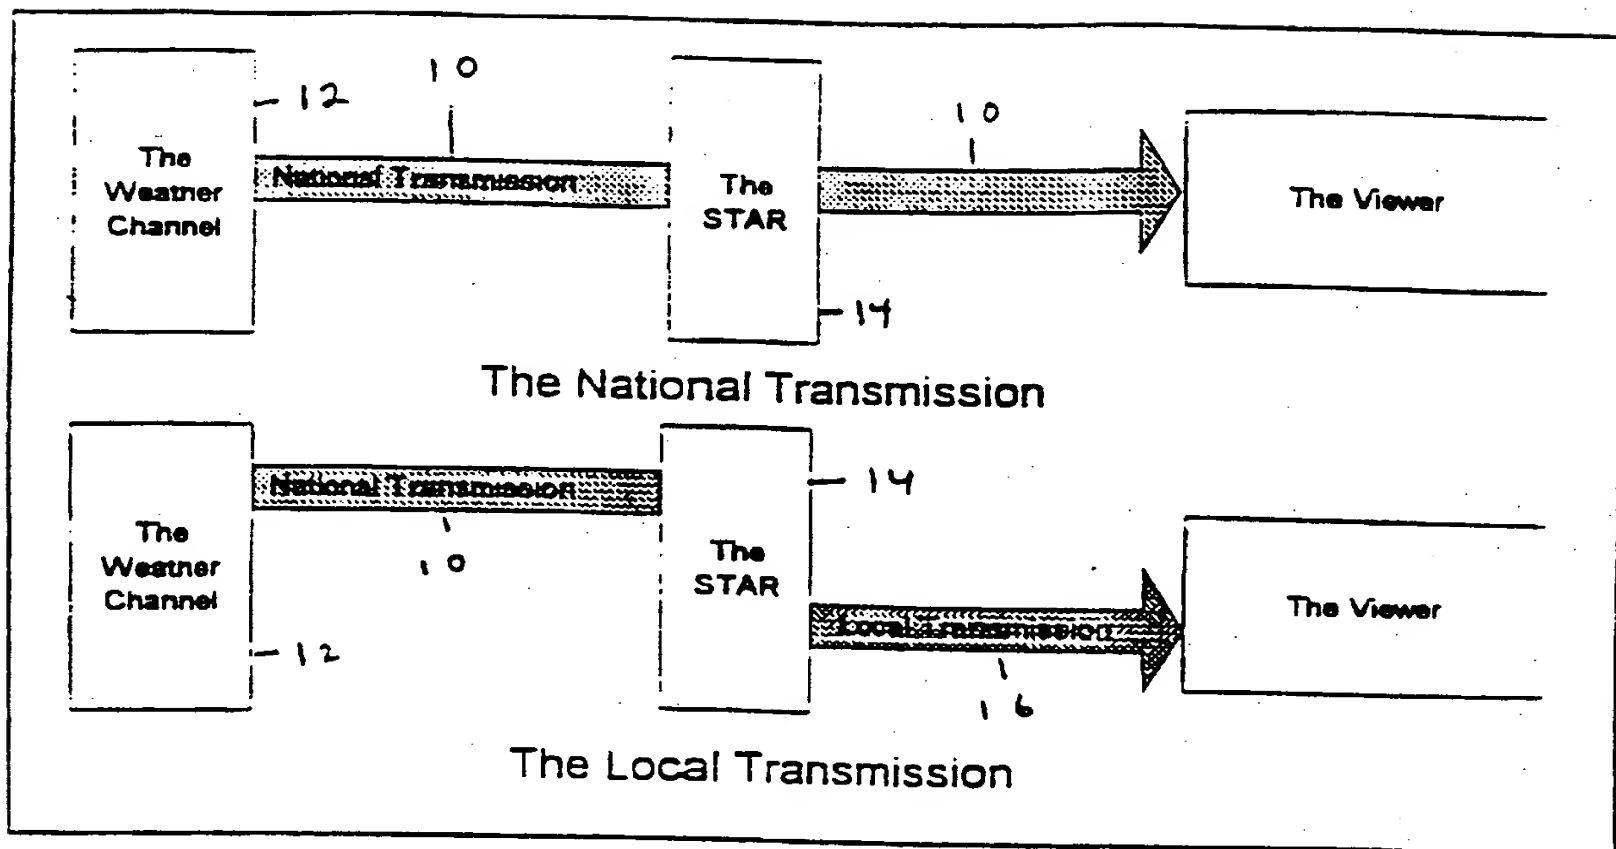 10
12
10
The
Weatner
Channel
National Transmission
The
STAR
The Viewer
14
The National Transmission
The
Weatner
Channel
National Transmission
14
10
The
STAR
The Viewer
Local Transmission
12
16
The Local Transmission